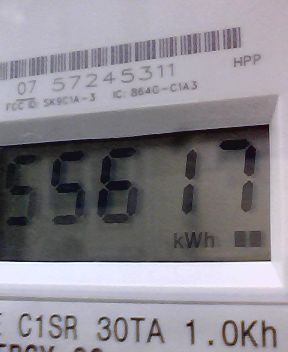 HPP
07 57245311
FCC ID: SK9C1A-3 IC: 864G-C1A3
55617
kWh
C1SR 30TA 1.0Kh